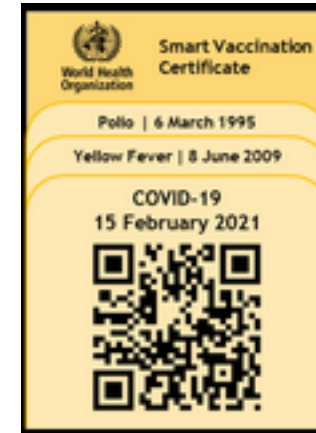 World Health
Organization
Smart Vaccination
Certificate
Polio | 6 March 1995
Yellow Fever | 8 June 2009
COVID-19
15 February 2021